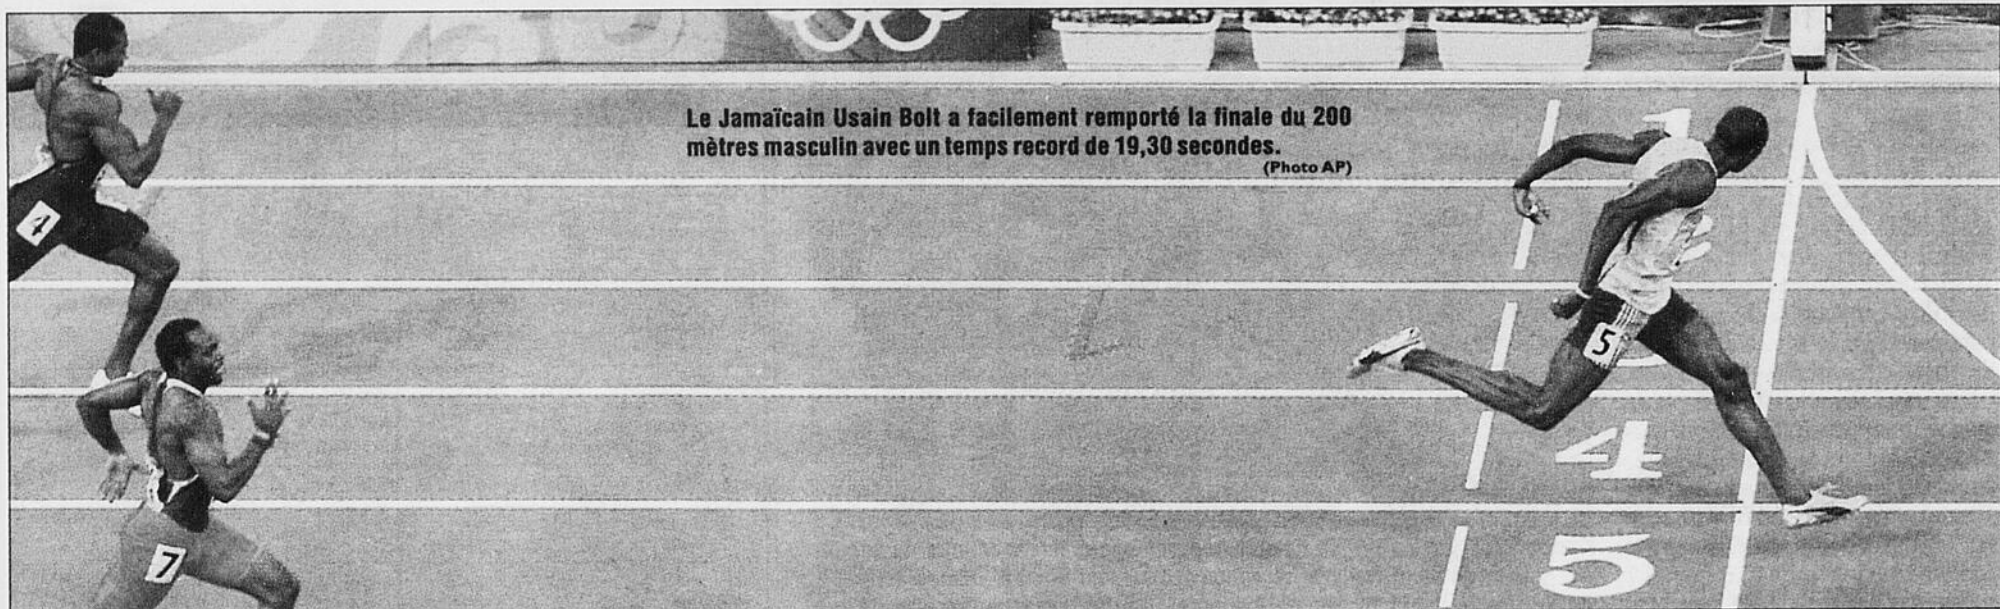 Le Jamaïcain Usain Bolt a facilement remporté la finale du 200
mètres masculin avec un temps record de 19,30 secondes.
(Photo AP)
1
4
5
4
5
7